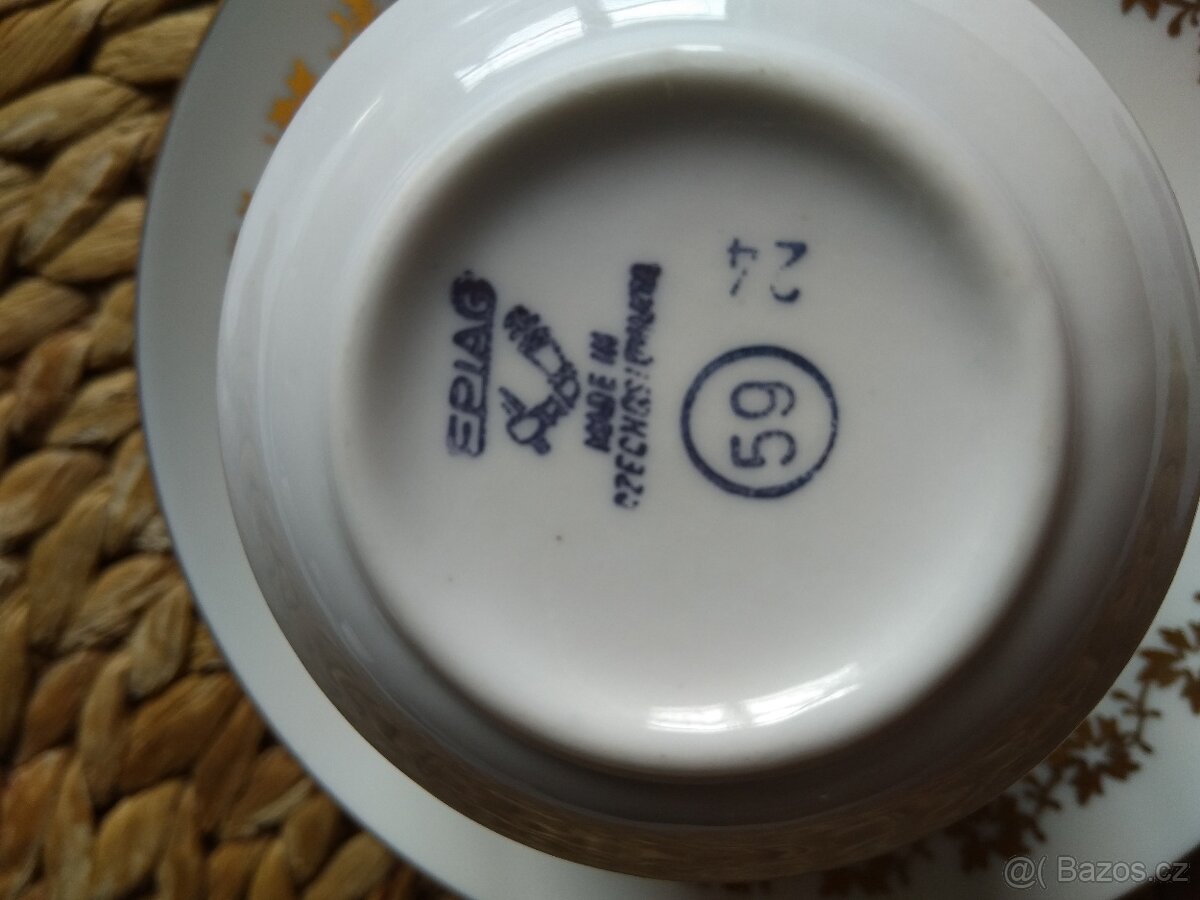 EPIAG
MADE IN
CZECHOSLOVAKIA
59
@( Bazos.cz